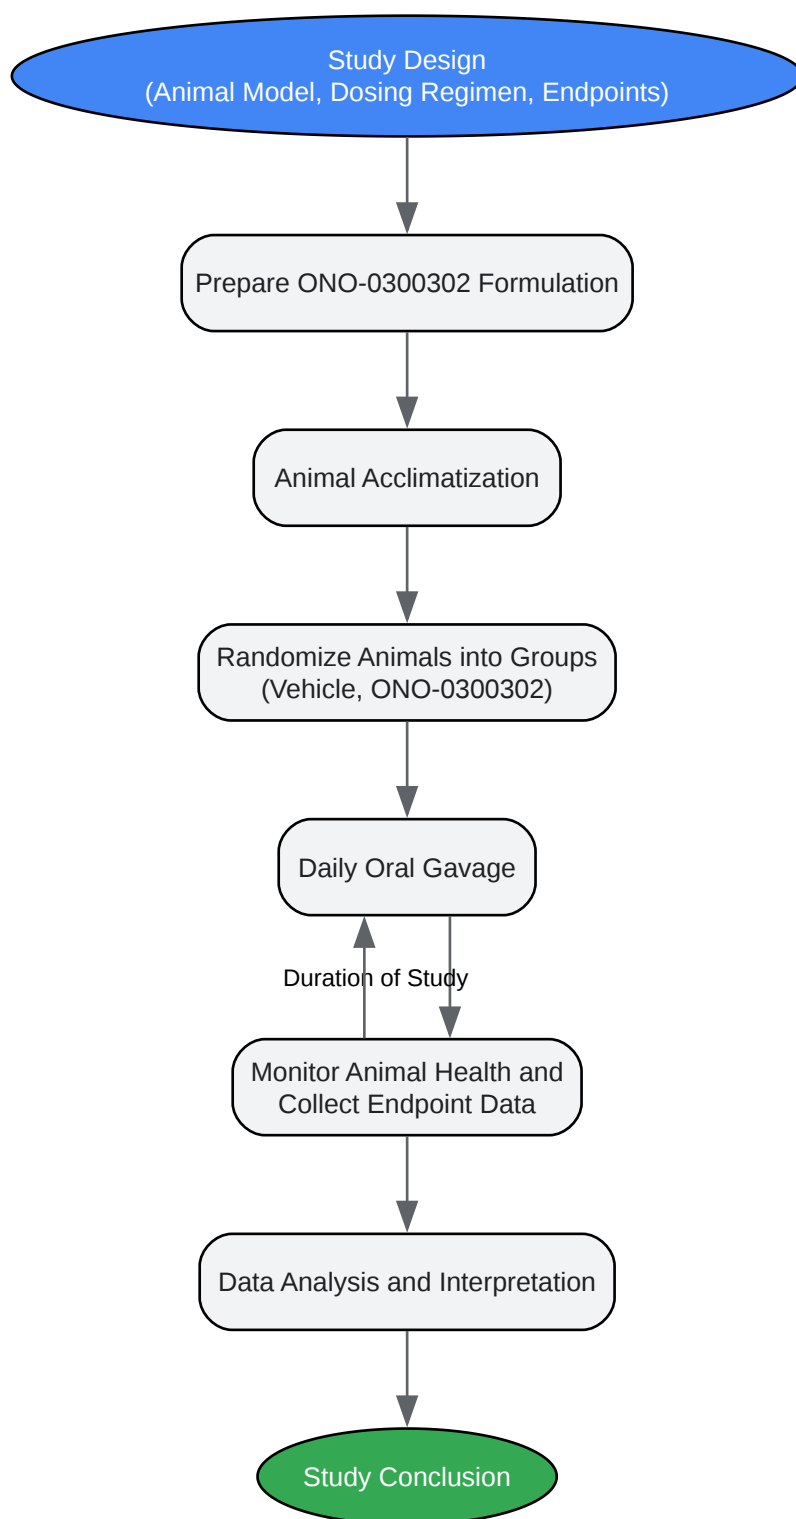 Study Design
(Animal Model, Dosing Regimen, Endpoints)
Prepare ONO-0300302 Formulation
Animal Acclimatization
Randomize Animals into Groups
(Vehicle, ONO-0300302)
Daily Oral Gavage
Duration of Study
Monitor Animal Health and
Collect Endpoint Data
Data Analysis and Interpretation
Study Conclusion